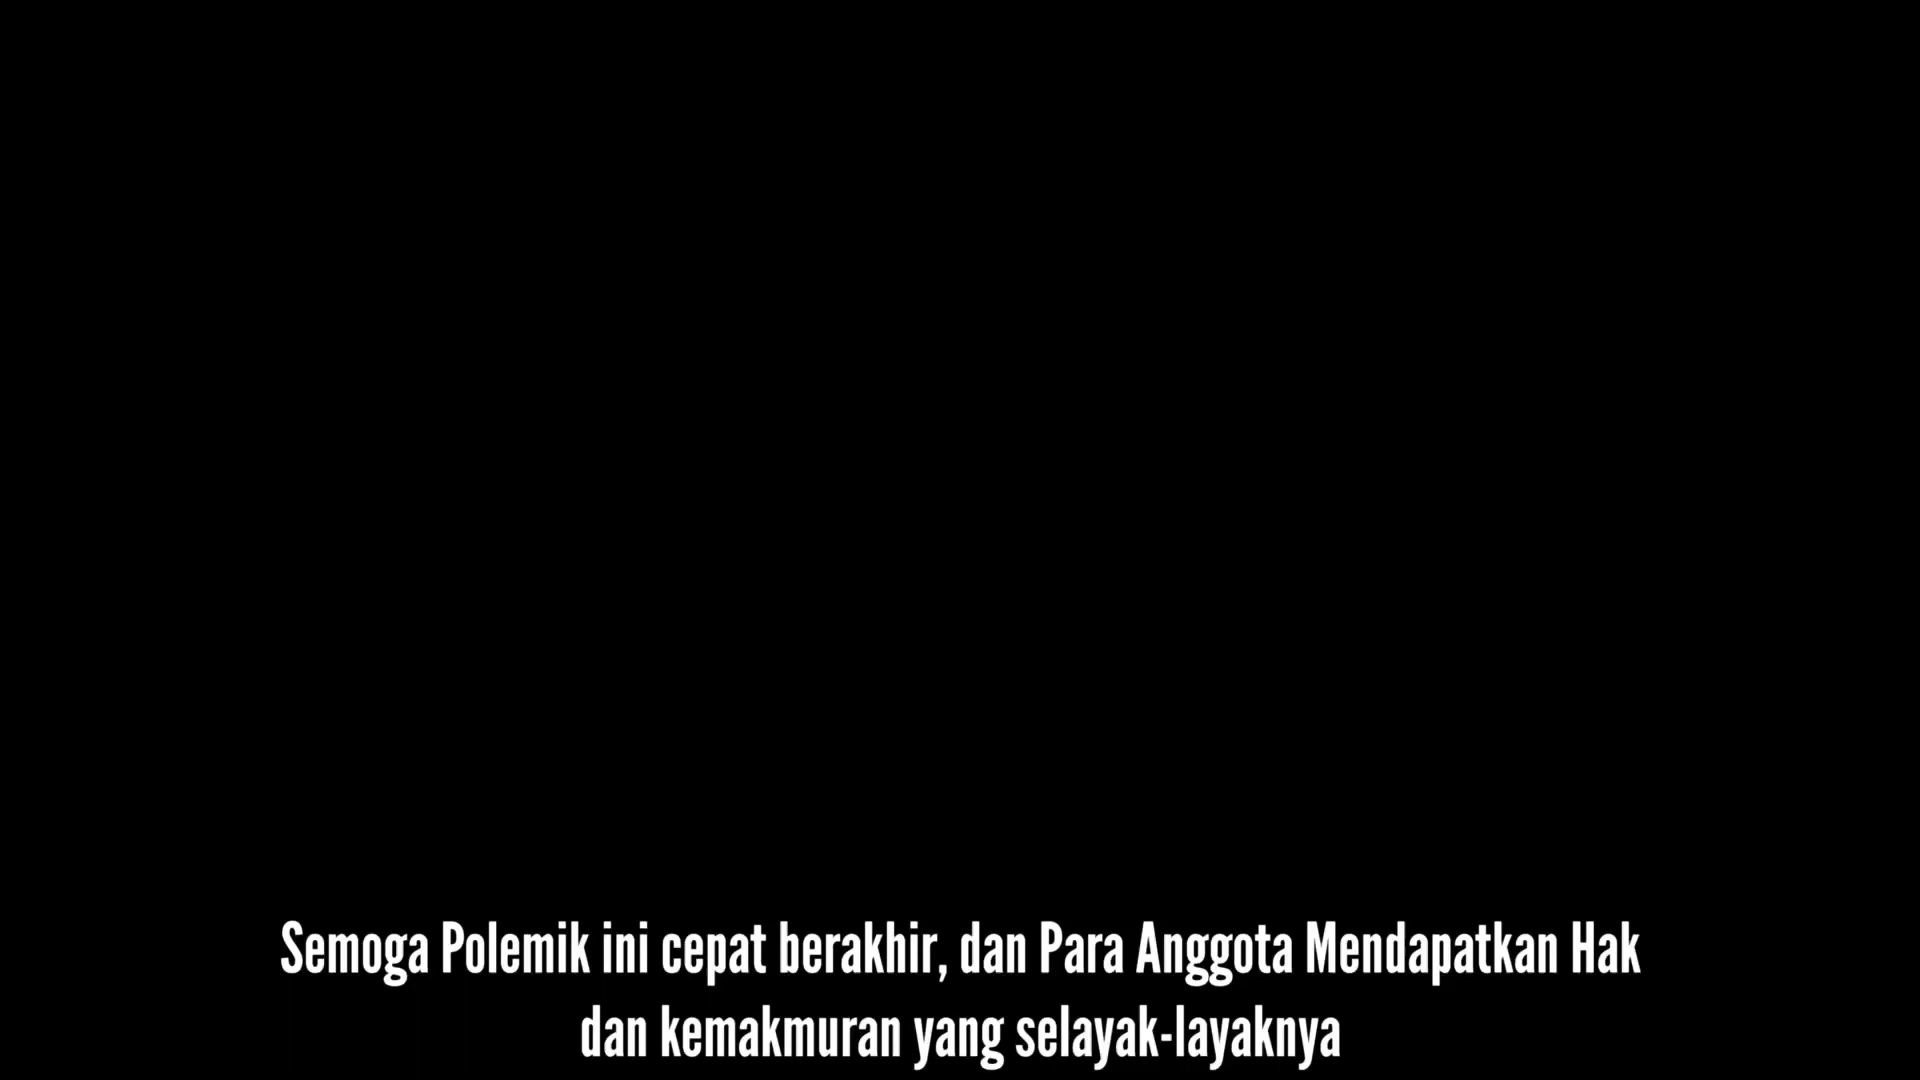 Semoga Polemik ini cepat berakhir, dan Para Anggota Mendapatkan Hak
dan kemakmuran yang selayak-layaknya